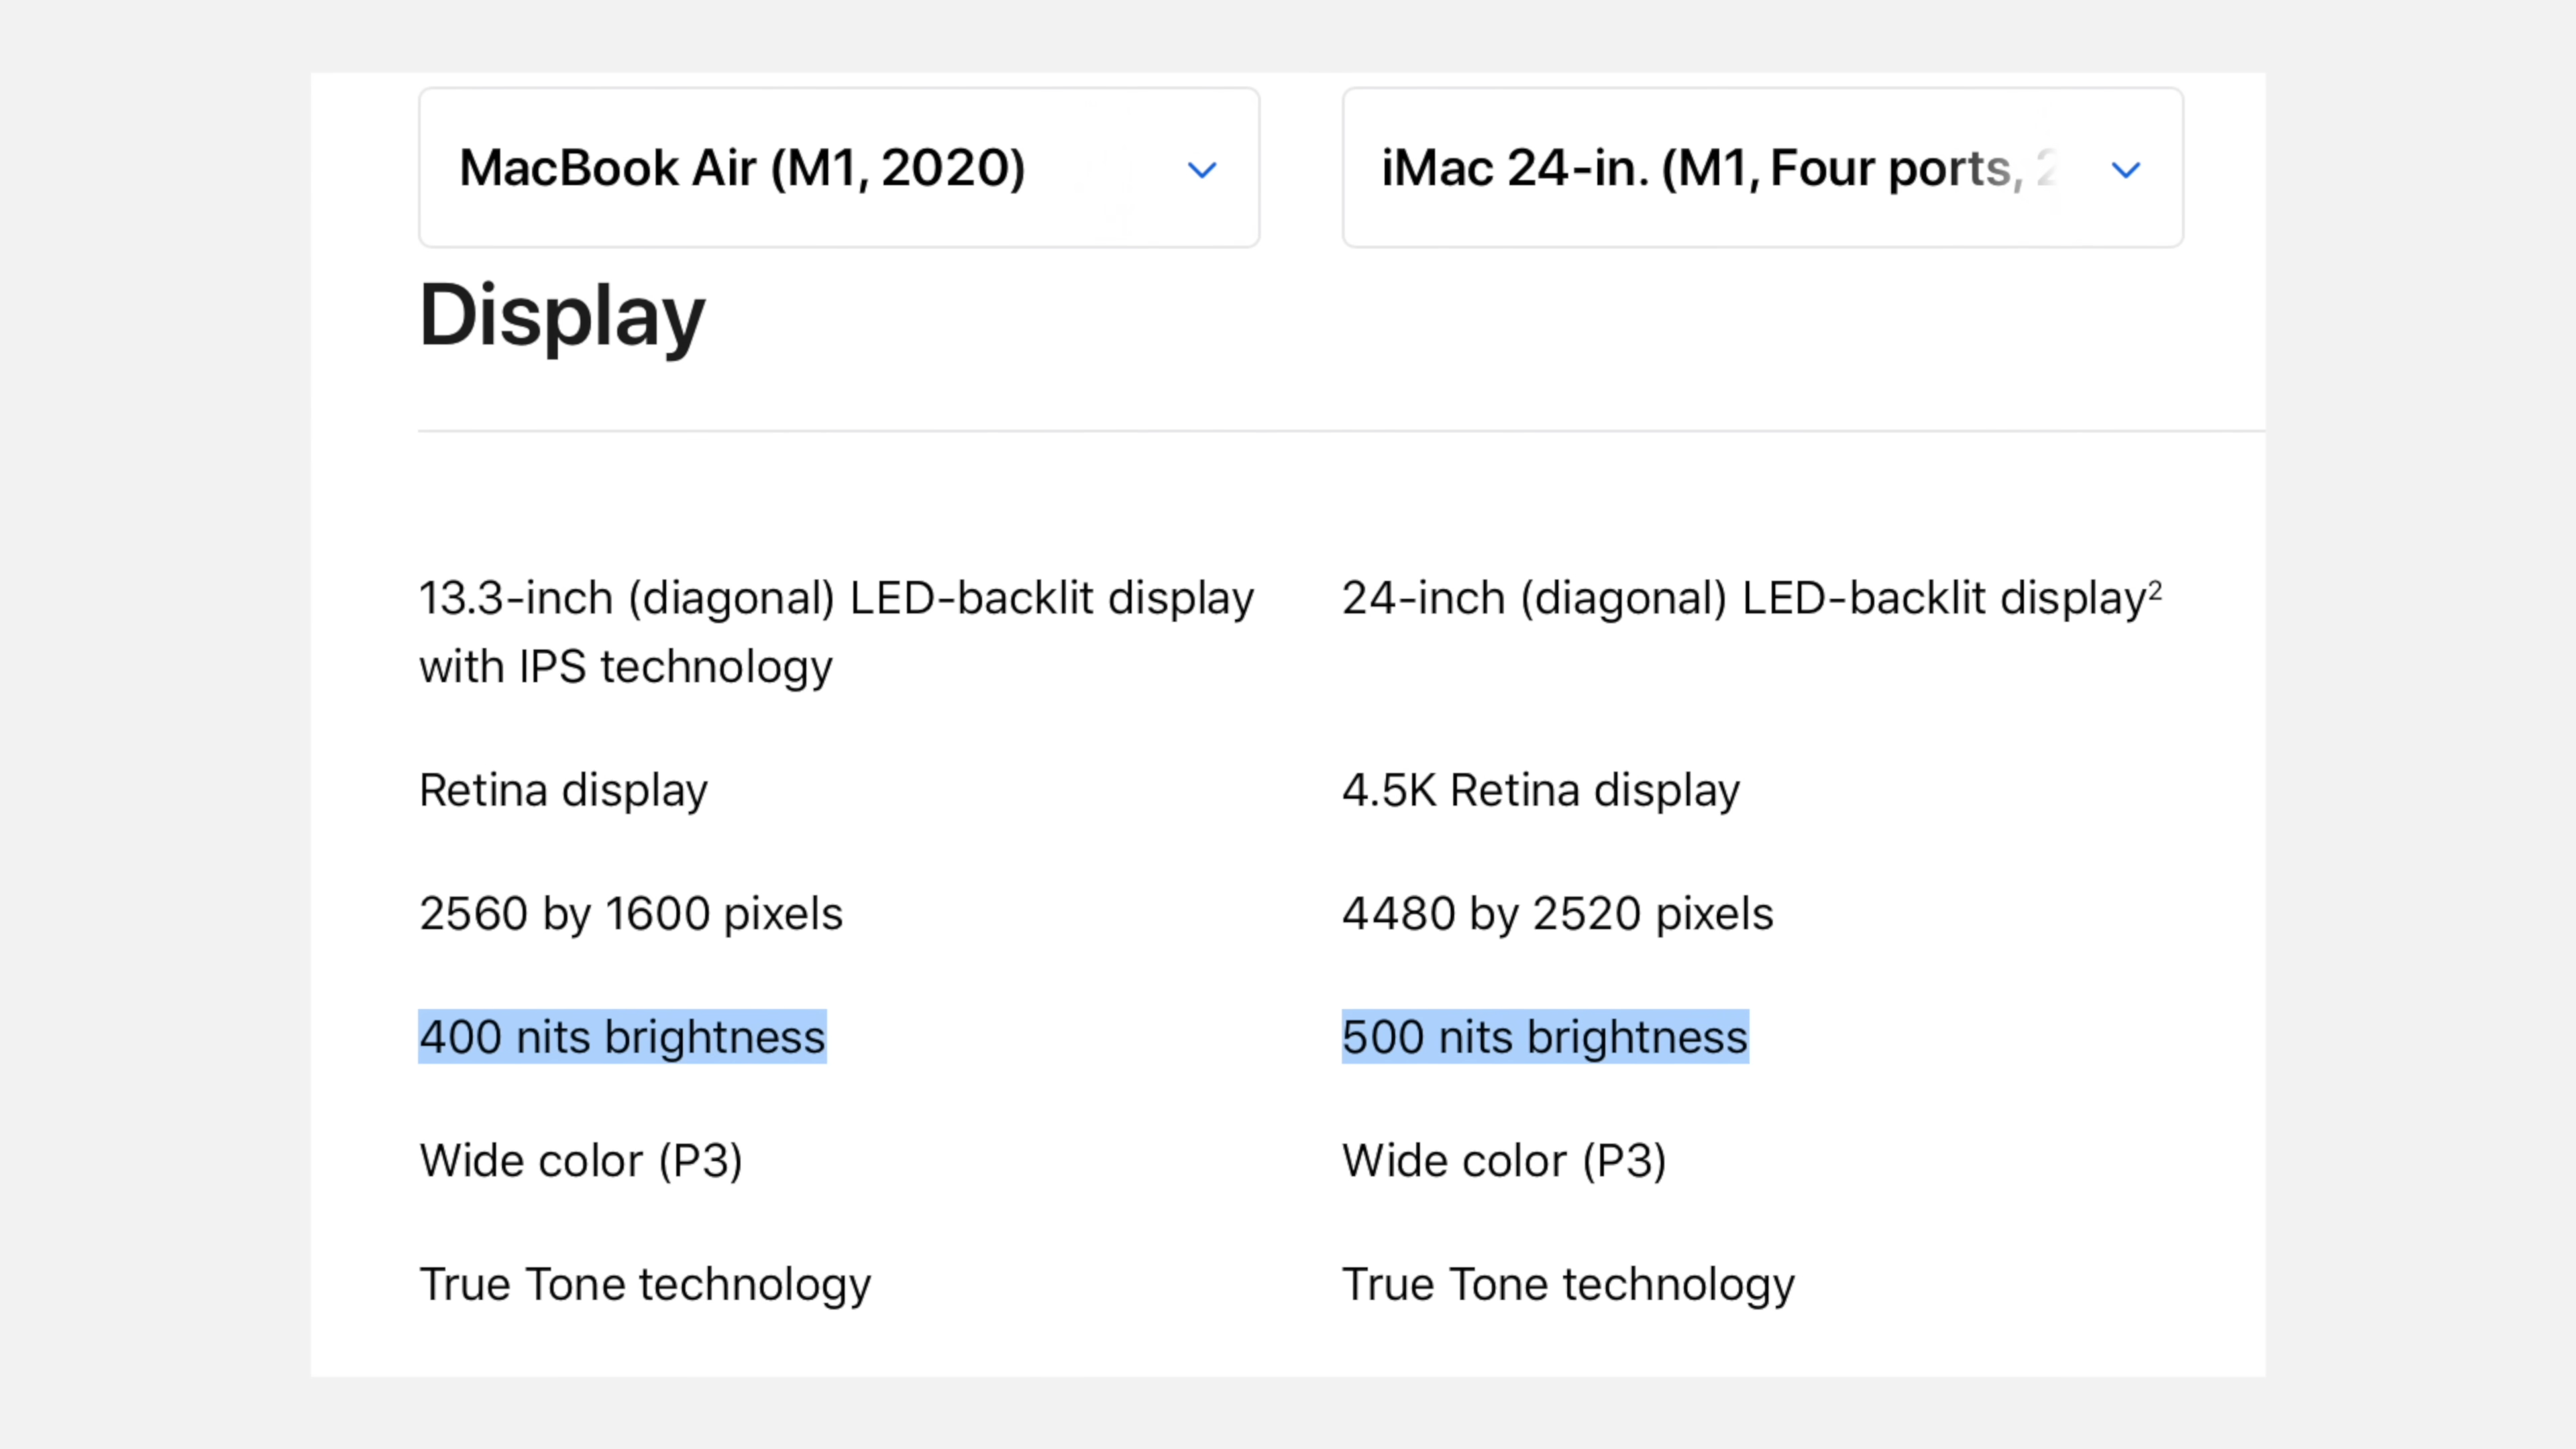 MacBook Air (M1, 2020)
iMac 24-in. (M1, Four ports, 2
Display
13.3-inch (diagonal) LED-backlit display
with IPS technology
24-inch (diagonal) LED-backlit display²
Retina display
4.5K Retina display
2560 by 1600 pixels
4480 by 2520 pixels
400 nits brightness
500 nits brightness
Wide color (P3)
Wide color (P3)
True Tone technology
True Tone technology